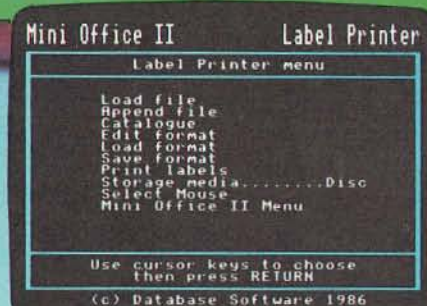 Mini Office II Label Printer
Label Printer menu
Load file
Append file
Catalogue
Edit format
Load format
Save format
Print labels
Storage media........Disc
Select Mouse
Mini Office II Menu
Use cursor keys to choose
then press RETURN
(c) Database Software 1986